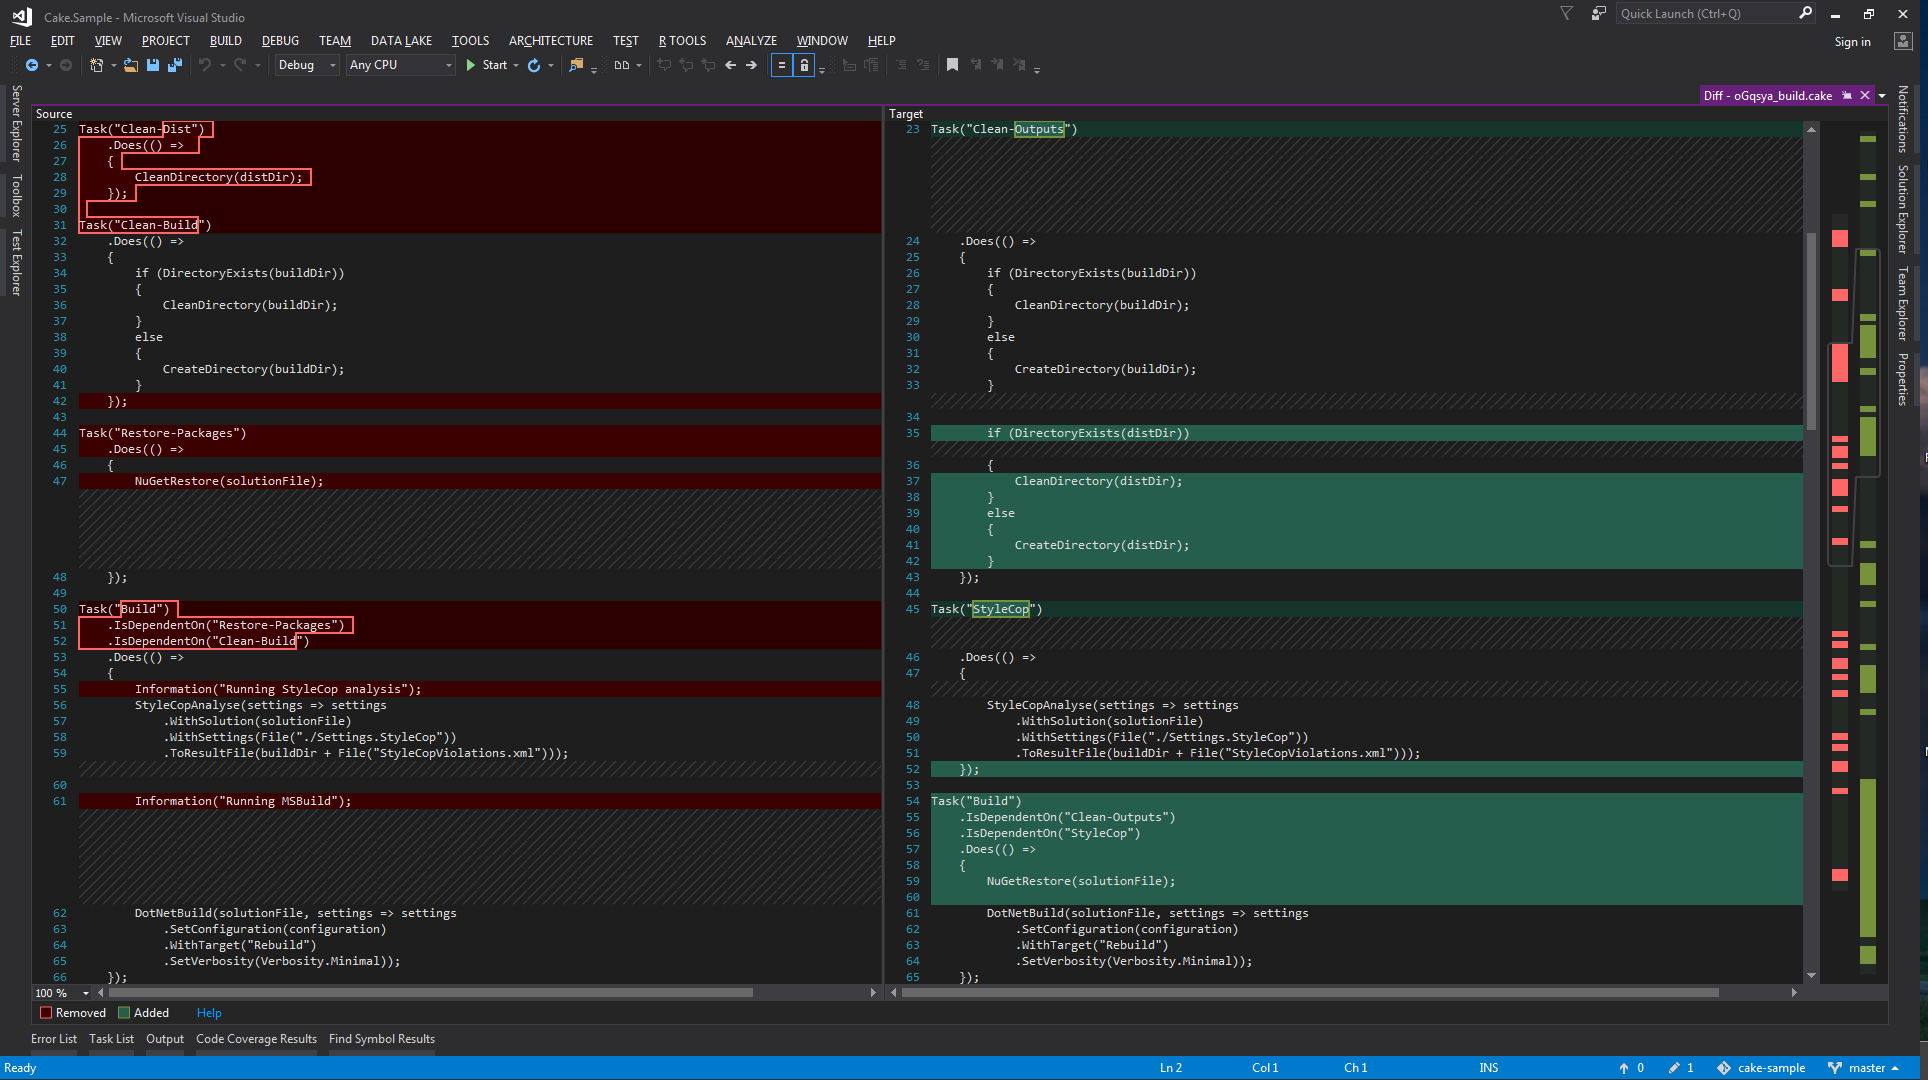 Cake.Sample - Microsoft Visual Studio
Quick Launch (Ctrl+Q)
FILE EDIT VIEW PROJECT BUILD DEBUG TEAM DATA LAKE TOOLS ARCHITECTURE TEST R TOOLS ANALYZE WINDOW HELP
Sign in
Debug Any CPU Start
Server Explorer
Toolbox
Test Explorer
Diff - oGqsya_build.cake
Source
25 Task("Clean-Dist")
26 .Does(() =>
27 {
28 CleanDirectory(distDir);
29 });
30
31 Task("Clean-Build")
32 .Does(() =>
33 {
34 if (DirectoryExists(buildDir))
35 {
36 CleanDirectory(buildDir);
37 }
38 else
39 {
40 CreateDirectory(buildDir);
41 }
42 });
43
44 Task("Restore-Packages")
45 .Does(() =>
46 {
47 NuGetRestore(solutionFile);
48 });
49
50 Task("Build")
51 .IsDependentOn("Restore-Packages")
52 .IsDependentOn("Clean-Build")
53 .Does(() =>
54 {
55 Information("Running StyleCop analysis");
56 StyleCopAnalyse(settings => settings
57 .WithSolution(solutionFile)
58 .WithSettings(File("./Settings.StyleCop"))
59 .ToResultFile(buildDir + File("StyleCopViolations.xml")));
60
61 Information("Running MSBuild");
62 DotNetBuild(solutionFile, settings => settings
63 .SetConfiguration(configuration)
64 .WithTarget("Rebuild")
65 .SetVerbosity(Verbosity.Minimal));
66 });
100 %
Target
23 Task("Clean-Outputs")
24 .Does(() =>
25 {
26 if (DirectoryExists(buildDir))
27 {
28 CleanDirectory(buildDir);
29 }
30 else
31 {
32 CreateDirectory(buildDir);
33 }
34
35 if (DirectoryExists(distDir))
36 {
37 CleanDirectory(distDir);
38 }
39 else
40 {
41 CreateDirectory(distDir);
42 }
43 });
44
45 Task("StyleCop")
46 .Does(() =>
47 {
48 StyleCopAnalyse(settings => settings
49 .WithSolution(solutionFile)
50 .WithSettings(File("./Settings.StyleCop"))
51 .ToResultFile(buildDir + File("StyleCopViolations.xml")));
52 });
53
54 Task("Build")
55 .IsDependentOn("Clean-Outputs")
56 .IsDependentOn("StyleCop")
57 .Does(() =>
58 {
59 NuGetRestore(solutionFile);
60
61 DotNetBuild(solutionFile, settings => settings
62 .SetConfiguration(configuration)
63 .WithTarget("Rebuild")
64 .SetVerbosity(Verbosity.Minimal));
65 });
Notifications
Solution Explorer
Team Explorer
Properties
Removed Added Help
Error List Task List Output Code Coverage Results Find Symbol Results
Ready Ln 2 Col 1 Ch 1 INS 0 1 cake-sample master